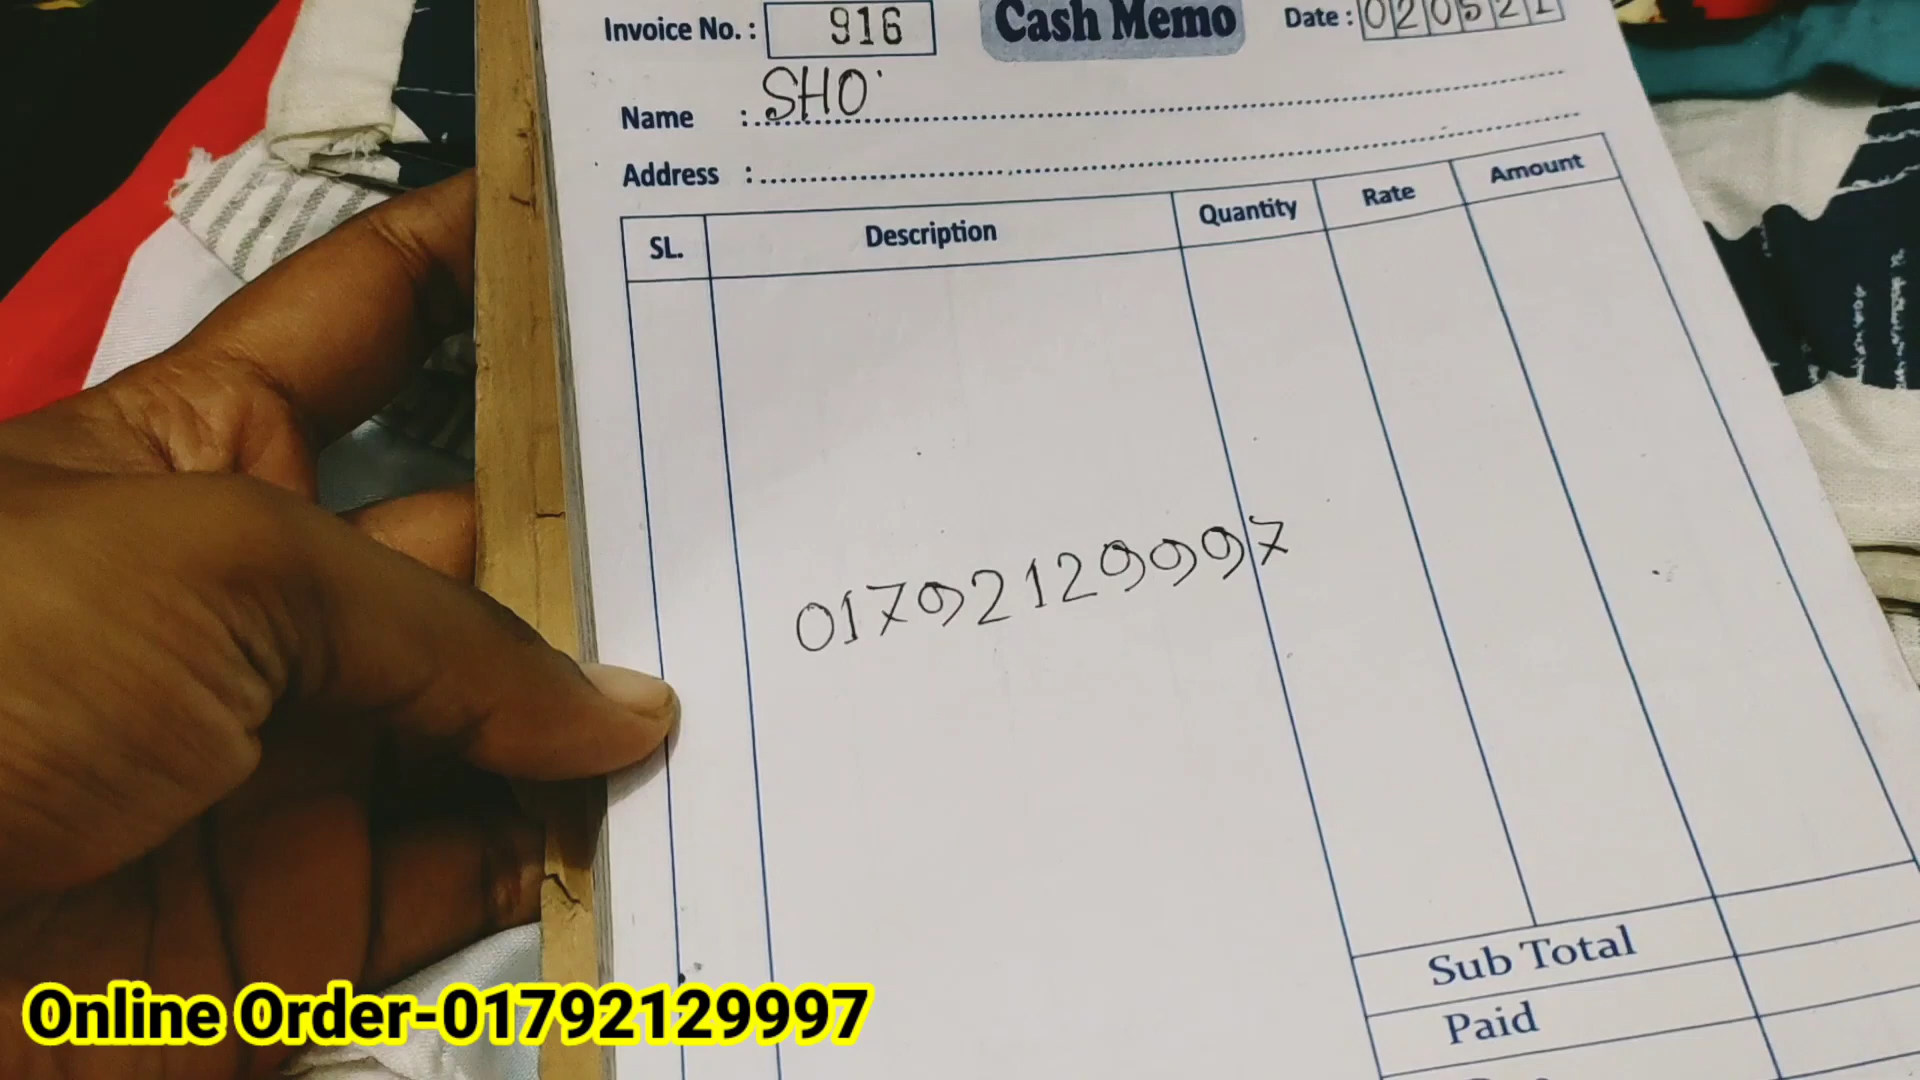 Invoice No. : 916
Cash Memo
Date : 020521
Name : SHO
Address :
SL. Description Quantity Rate Amount
01792129997
Sub Total
Paid
Online Order-01792129997